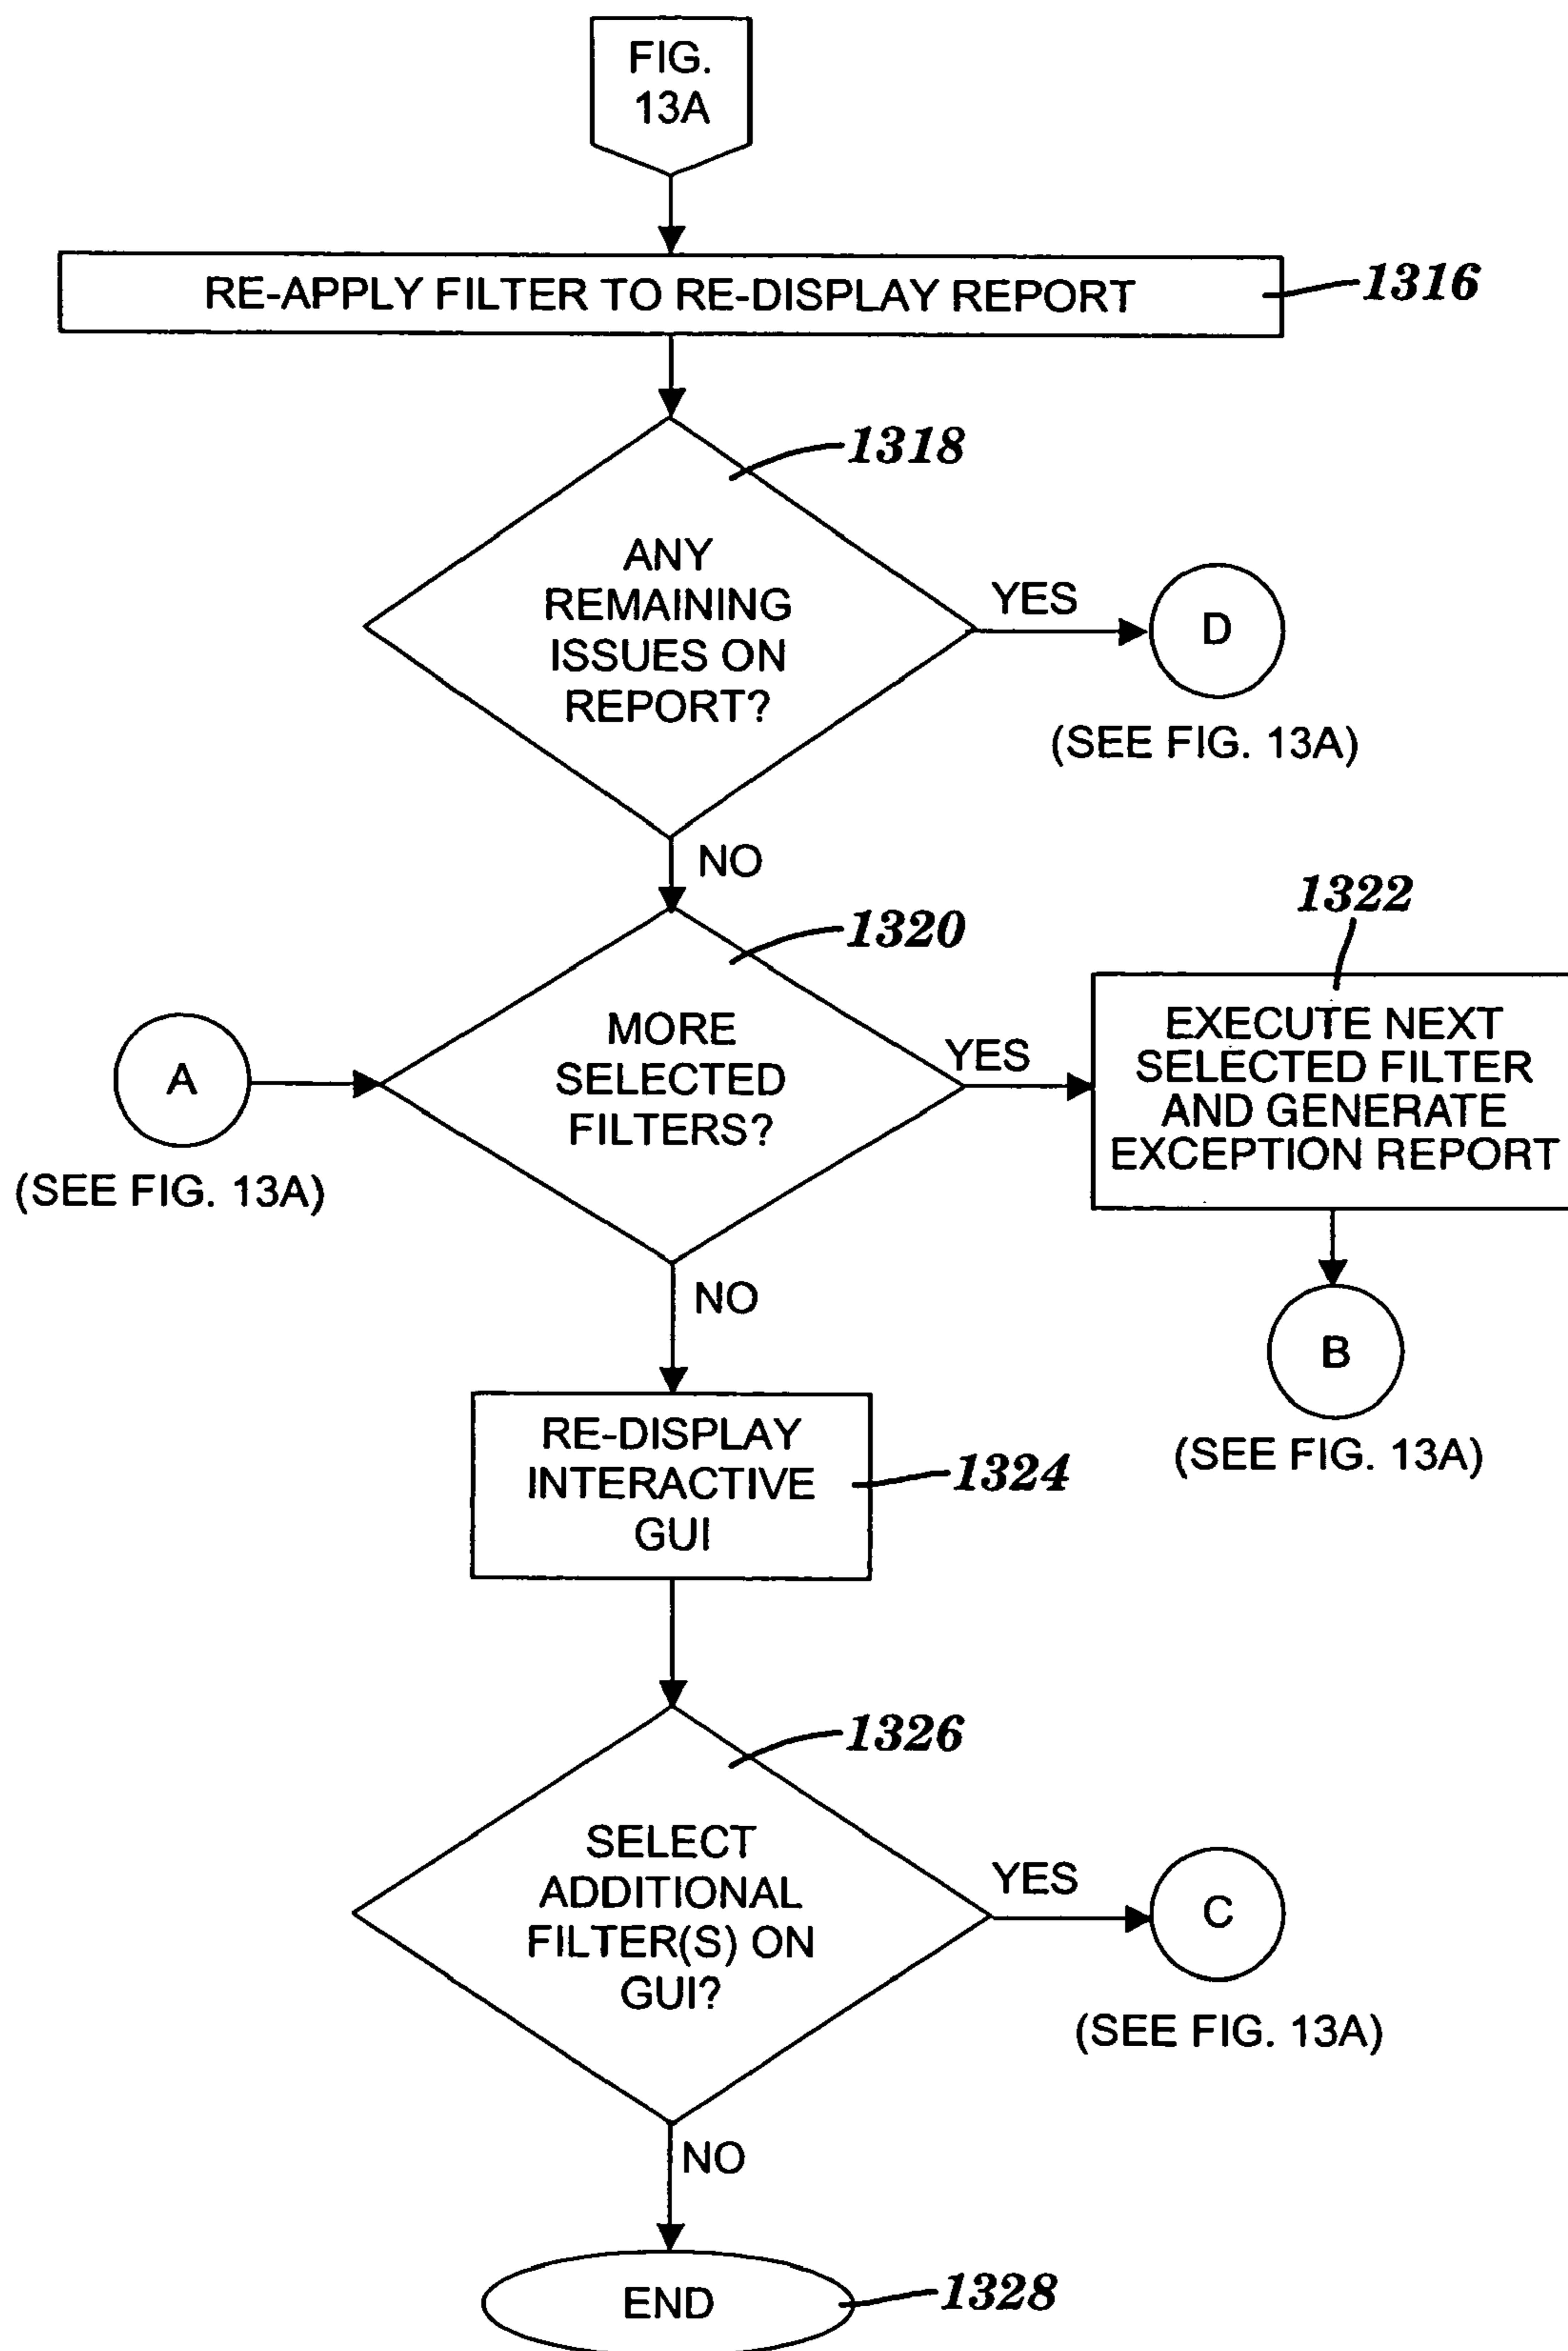 FIG.
13A
RE-APPLY FILTER TO RE-DISPLAY REPORT
1316
1318
ANY
REMAINING
ISSUES ON
REPORT?
YES
D
(SEE FIG. 13A)
NO
1320
1322
MORE
SELECTED
FILTERS?
A
(SEE FIG. 13A)
YES
EXECUTE NEXT
SELECTED FILTER
AND GENERATE
EXCEPTION REPORT
B
(SEE FIG. 13A)
NO
RE-DISPLAY
INTERACTIVE
GUI
1324
1326
SELECT
ADDITIONAL
FILTER(S) ON
GUI?
YES
C
(SEE FIG. 13A)
NO
END
1328